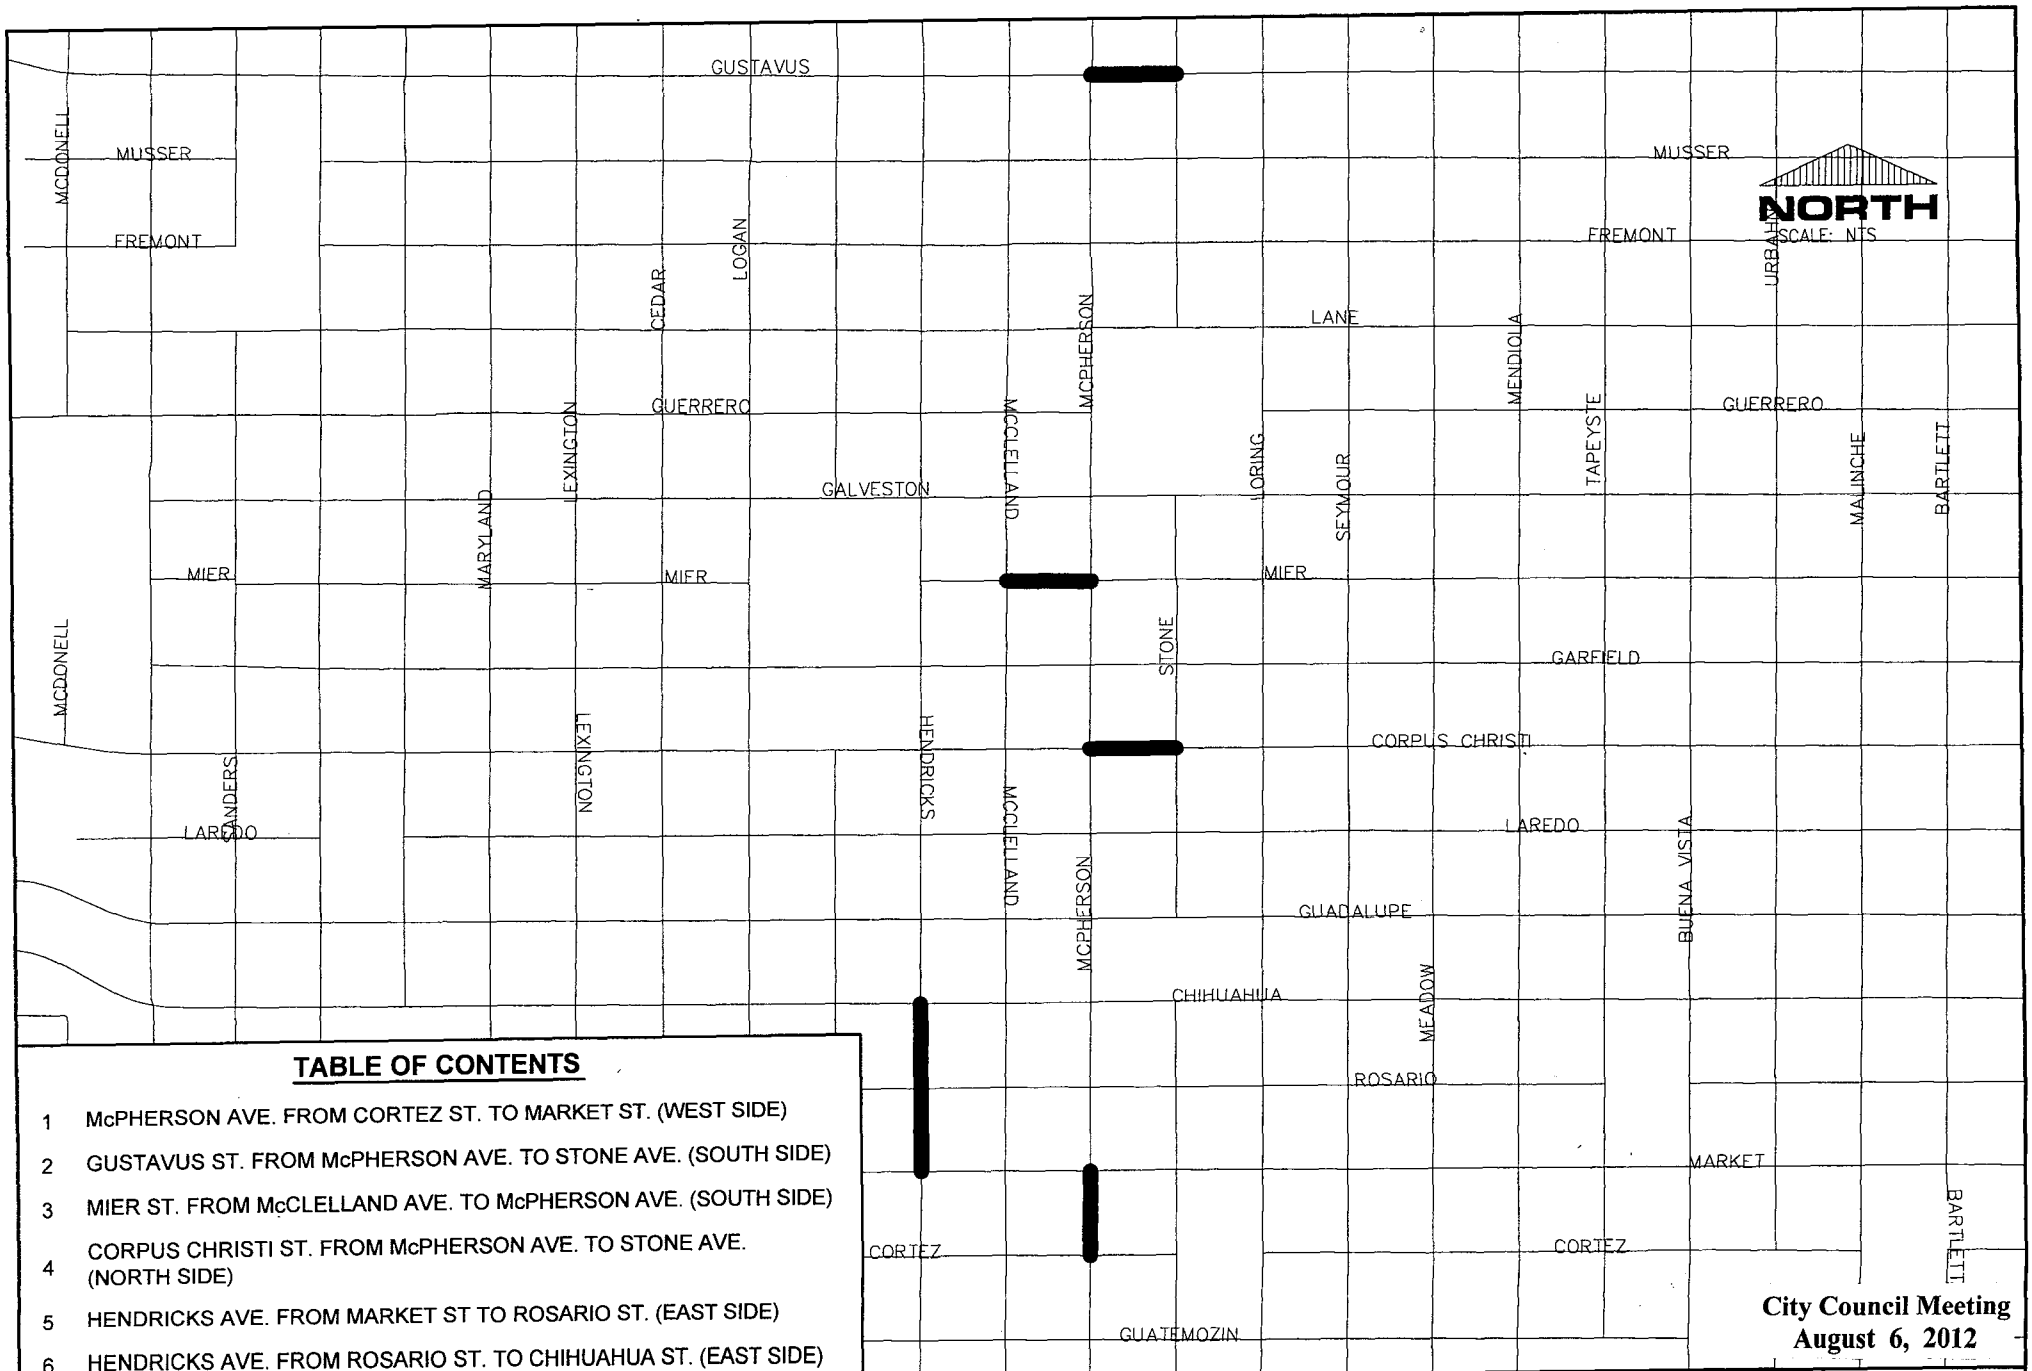 GUSTAVUS
MCDONELL
MUSSER
MUSSER
NORTH
SCALE: NTS
FREMONT
FREMONT
URBAHN
LOGAN
CEDAR
MCPHERSON
LANE
MENDIOLA
GUERRERO
GUERRERO
LEXINGTON
MCCLELLAND
TAPEYSTE
LORING
SEYMOUR
MALINCHE
BARTLETT
GALVESTON
MARYLAND
MIER
MIER
MIER
MCDONELL
STONE
GARFIELD
LEXINGTON
HENDRICKS
CORPUS CHRISTI
SANDERS
LAREDO
MCCLELLAND
LAREDO
BUENA VISTA
MCPHERSON
GUADALUPE
CHIHUAHUA
MEADOW
ROSARIO
MARKET
CORTEZ
CORTEZ
BARTLETT
GUATEMOZIN
TABLE OF CONTENTS
1 McPHERSON AVE. FROM CORTEZ ST. TO MARKET ST. (WEST SIDE)
2 GUSTAVUS ST. FROM McPHERSON AVE. TO STONE AVE. (SOUTH SIDE)
3 MIER ST. FROM McCLELLAND AVE. TO McPHERSON AVE. (SOUTH SIDE)
4 CORPUS CHRISTI ST. FROM McPHERSON AVE. TO STONE AVE.
(NORTH SIDE)
5 HENDRICKS AVE. FROM MARKET ST TO ROSARIO ST. (EAST SIDE)
6 HENDRICKS AVE. FROM ROSARIO ST. TO CHIHUAHUA ST. (EAST SIDE)
City Council Meeting
August 6, 2012